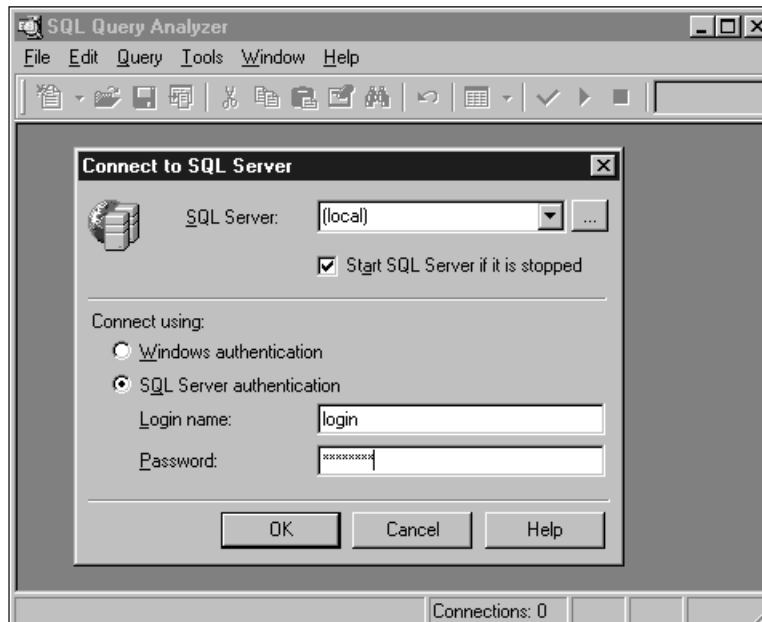 SQL Query Analyzer
File Edit Query Tools Window Help
Connect to SQL Server
SQL Server: (local) ...
Start SQL Server if it is stopped
Connect using:
Windows authentication
SQL Server authentication
Login name: login
Password: ********
OK Cancel Help
Connections: 0